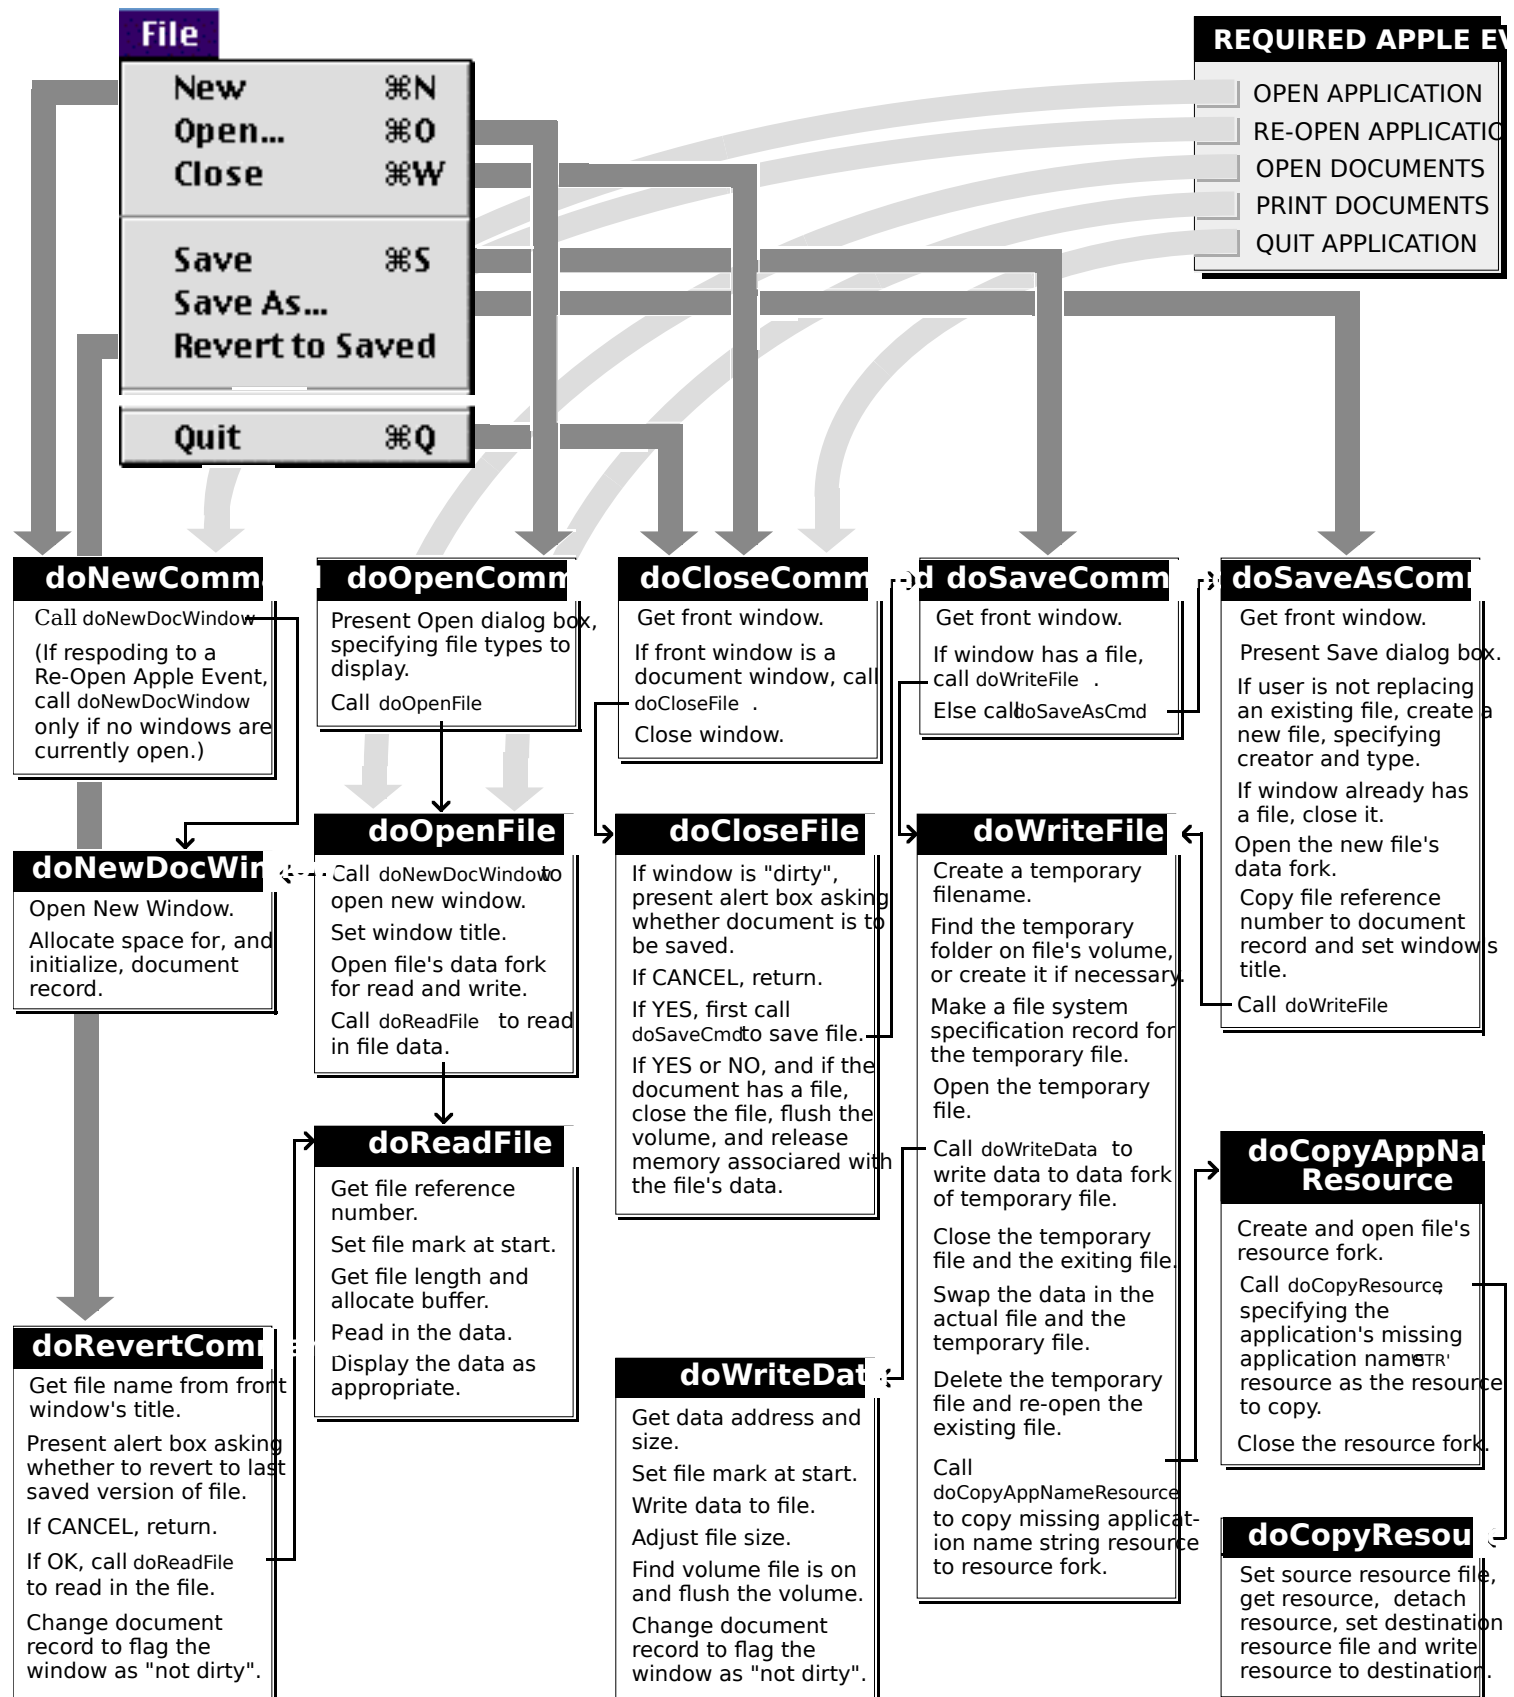 File
New ⌘N
Open... ⌘O
Close ⌘W
Save ⌘S
Save As...
Revert to Saved
Quit ⌘Q
REQUIRED APPLE EV
OPEN APPLICATION
RE-OPEN APPLICATIO
OPEN DOCUMENTS
PRINT DOCUMENTS
QUIT APPLICATION
doNewComma
Call doNewDocWindow
(If respoding to a
Re-Open Apple Event,
call doNewDocWindow
only if no windows are
currently open.)
doNewDocWin
Open New Window.
Allocate space for, and
initialize, document
record.
doRevertComm
Get file name from front
window's title.
Present alert box asking
whether to revert to last
saved version of file.
If CANCEL, return.
If OK, call doReadFile
to read in the file.
Change document
record to flag the
window as "not dirty".
doOpenComm
Present Open dialog box,
specifying file types to
display.
Call doOpenFile
doOpenFile
Call doNewDocWindow to
open new window.
Set window title.
Open file's data fork
for read and write.
Call doReadFile to read
in file data.
doReadFile
Get file reference
number.
Set file mark at start.
Get file length and
allocate buffer.
Pead in the data.
Display the data as
appropriate.
doCloseCommand
Get front window.
If front window is a
document window, call
doCloseFile .
Close window.
doCloseFile
If window is "dirty",
present alert box asking
whether document is to
be saved.
If CANCEL, return.
If YES, first call
doSaveCmd to save file.
If YES or NO, and if the
document has a file,
close the file, flush the
volume, and release
memory associared with
the file's data.
doWriteData
Get data address and
size.
Set file mark at start.
Write data to file.
Adjust file size.
Find volume file is on
and flush the volume.
Change document
record to flag the
window as "not dirty".
doSaveComm
Get front window.
If window has a file,
call doWriteFile .
Else call doSaveAsCmd
doWriteFile
Create a temporary
filename.
Find the temporary
folder on file's volume,
or create it if necessary.
Make a file system
specification record for
the temporary file.
Open the temporary
file.
Call doWriteData to
write data to data fork
of temporary file.
Close the temporary
file and the exiting file.
Swap the data in the
actual file and the
temporary file.
Delete the temporary
file and re-open the
existing file.
Call
doCopyAppNameResource
to copy missing applicat-
ion name string resource
to resource fork.
doSaveAsComm
Get front window.
Present Save dialog box.
If user is not replacing
an existing file, create a
new file, specifying
creator and type.
If window already has
a file, close it.
Open the new file's
data fork.
Copy file reference
number to document
record and set window's
title.
Call doWriteFile
doCopyAppNam
Resource
Create and open file's
resource fork.
Call doCopyResource,
specifying the
application's missing
application name 'STR'
resource as the resource
to copy.
Close the resource fork.
doCopyResou
Set source resource file,
get resource, detach
resource, set destination
resource file and write
resource to destination.